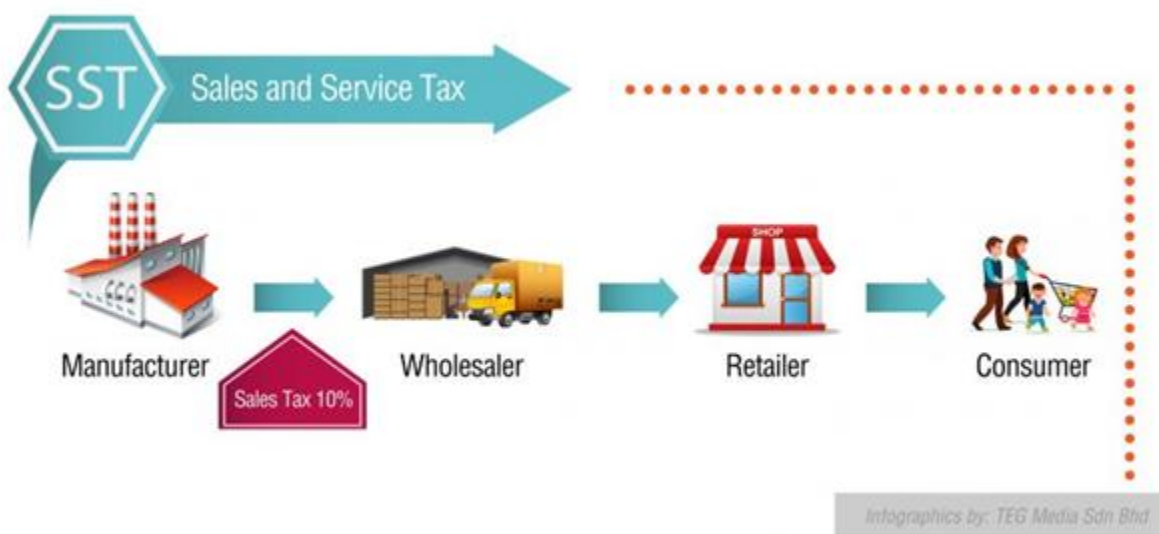 SST
Sales and Service Tax
SHOP
Manufacturer
Sales Tax 10%
Wholesaler
Retailer
Consumer
Infographics by: TEG Media Sdn Bhd